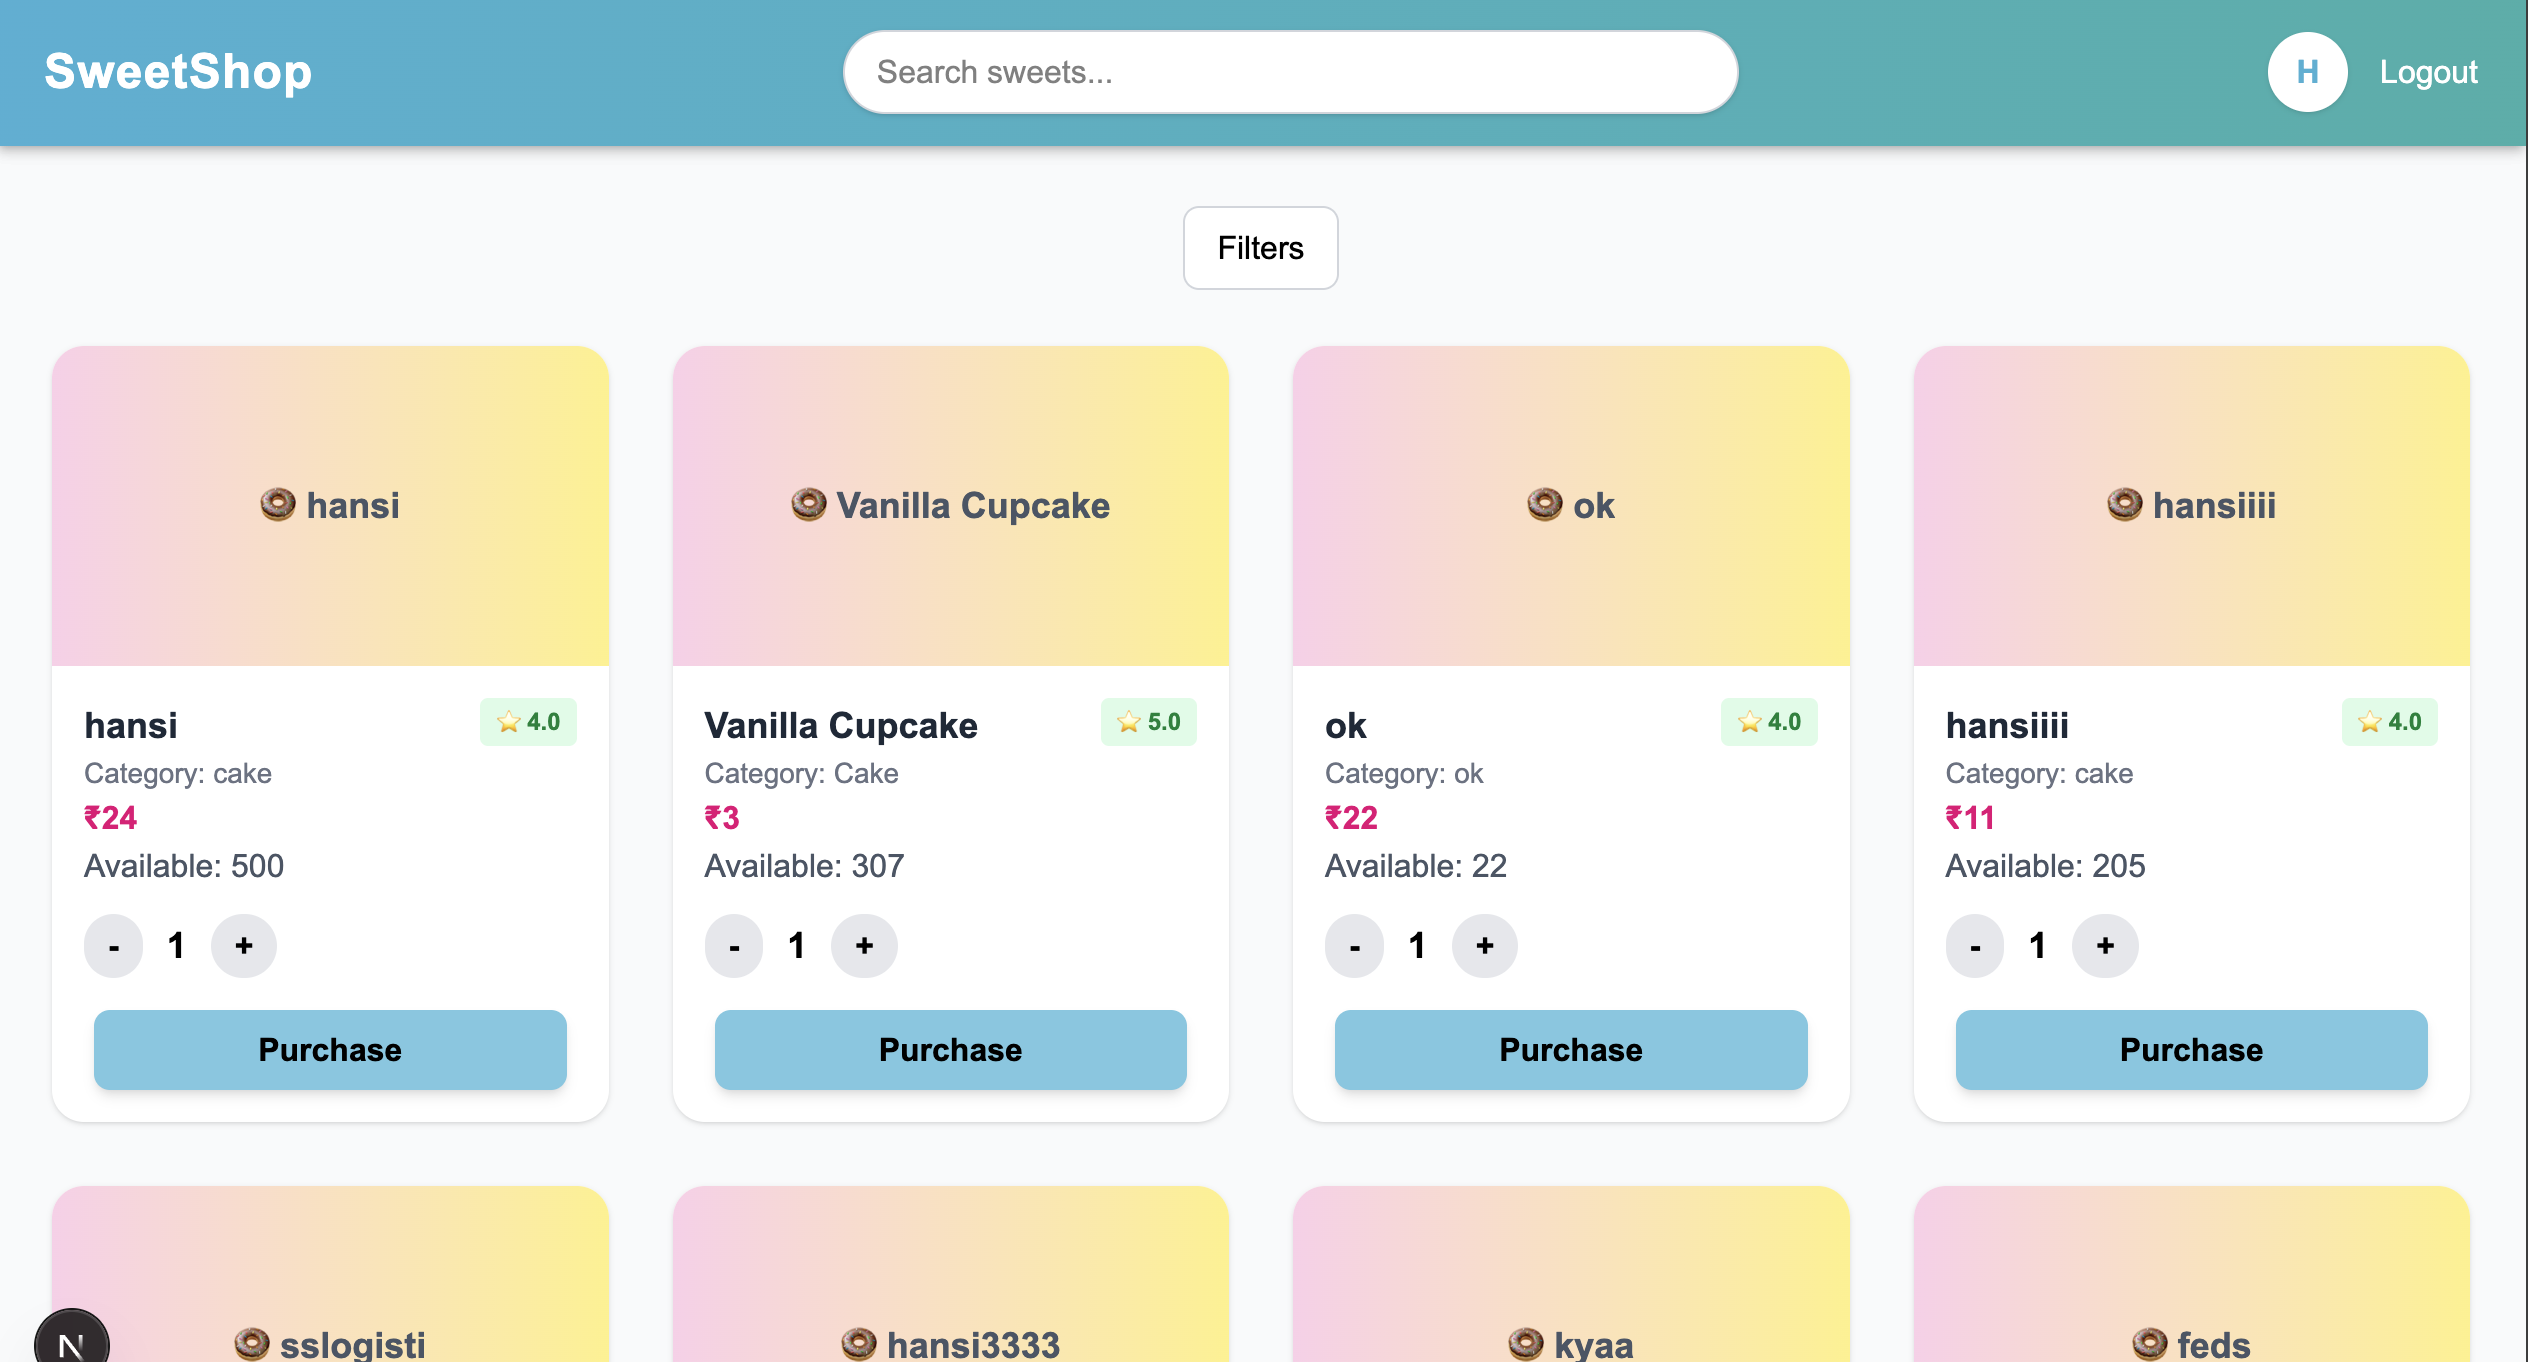 SweetShop
Search sweets...
H
Logout
Filters
🍩 hansi
🍩 Vanilla Cupcake
🍩 ok
🍩 hansiiii
hansi
⭐ 4.0
Category: cake
₹24
Available: 500
- 1 +
Purchase
Vanilla Cupcake
⭐ 5.0
Category: Cake
₹3
Available: 307
- 1 +
Purchase
ok
⭐ 4.0
Category: ok
₹22
Available: 22
- 1 +
Purchase
hansiiii
⭐ 4.0
Category: cake
₹11
Available: 205
- 1 +
Purchase
🍩 sslogisti
🍩 hansi3333
🍩 kyaa
🍩 feds
N